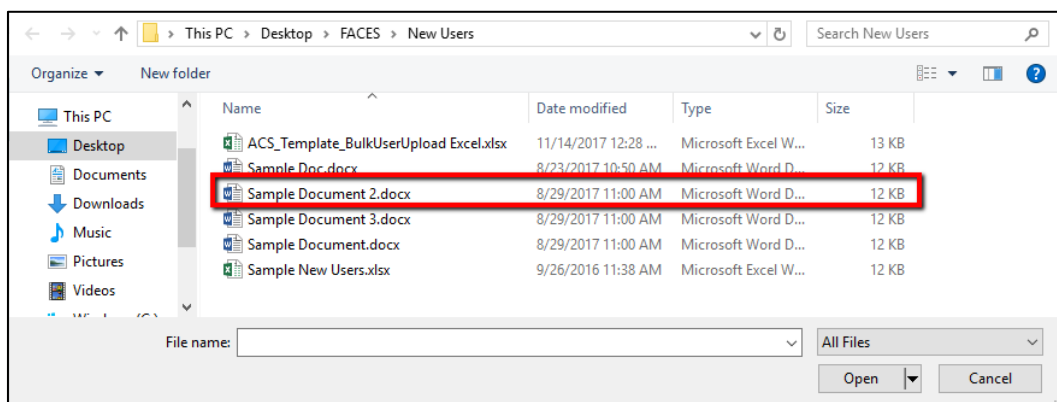 This PC > Desktop > FACES > New Users Search New Users
Organize New folder
Name Date modified Type Size
This PC
Desktop
Documents
Downloads
Music
Pictures
Videos
ACS_Template_BulkUserUpload Excel.xlsx 11/14/2017 12:28 ... Microsoft Excel W... 13 KB
Sample Doc.docx 8/23/2017 10:50 AM Microsoft Word D... 12 KB
Sample Document 2.docx 8/29/2017 11:00 AM Microsoft Word D... 12 KB
Sample Document 3.docx 8/29/2017 11:00 AM Microsoft Word D... 12 KB
Sample Document.docx 8/29/2017 11:00 AM Microsoft Word D... 12 KB
Sample New Users.xlsx 9/26/2016 11:38 AM Microsoft Excel W... 12 KB
File name: All Files
Open Cancel